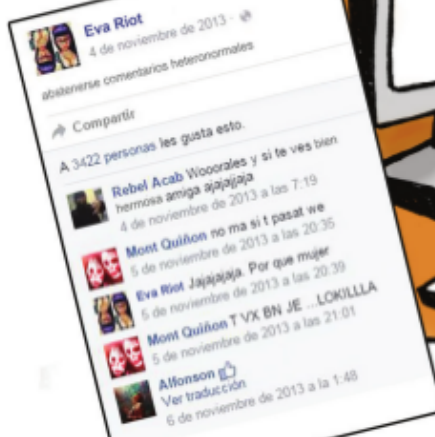 Eva Riot
4 de noviembre de 2013 ·
abstenerse comentarios heteronormales
Compartir
A 3422 personas les gusta esto.
Rebel Acab Wooorales y si te ves bien
hermosa amiga ajajajjaja
4 de noviembre de 2013 a las 7:19
Mont Quiñon no ma si t pasat we
5 de noviembre de 2013 a las 20:35
Eva Riot Jajajajaja. Por que mujer
5 de noviembre de 2013 a las 20:39
Mont Quiñon T VX BN JE ...LOKILLLA
5 de noviembre de 2013 a las 21:01
Alfonson
Ver traducción
6 de noviembre de 2013 a la 1:48